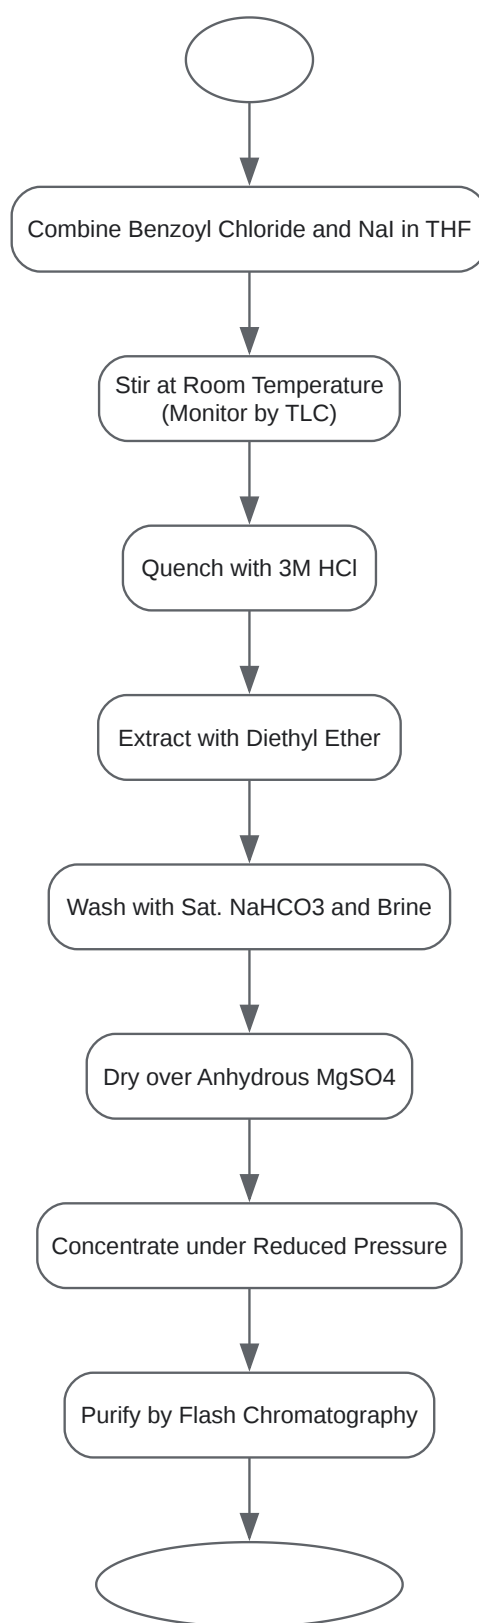 Combine Benzoyl Chloride and NaI in THF
Stir at Room Temperature
(Monitor by TLC)
Quench with 3M HCl
Extract with Diethyl Ether
Wash with Sat. NaHCO3 and Brine
Dry over Anhydrous MgSO4
Concentrate under Reduced Pressure
Purify by Flash Chromatography